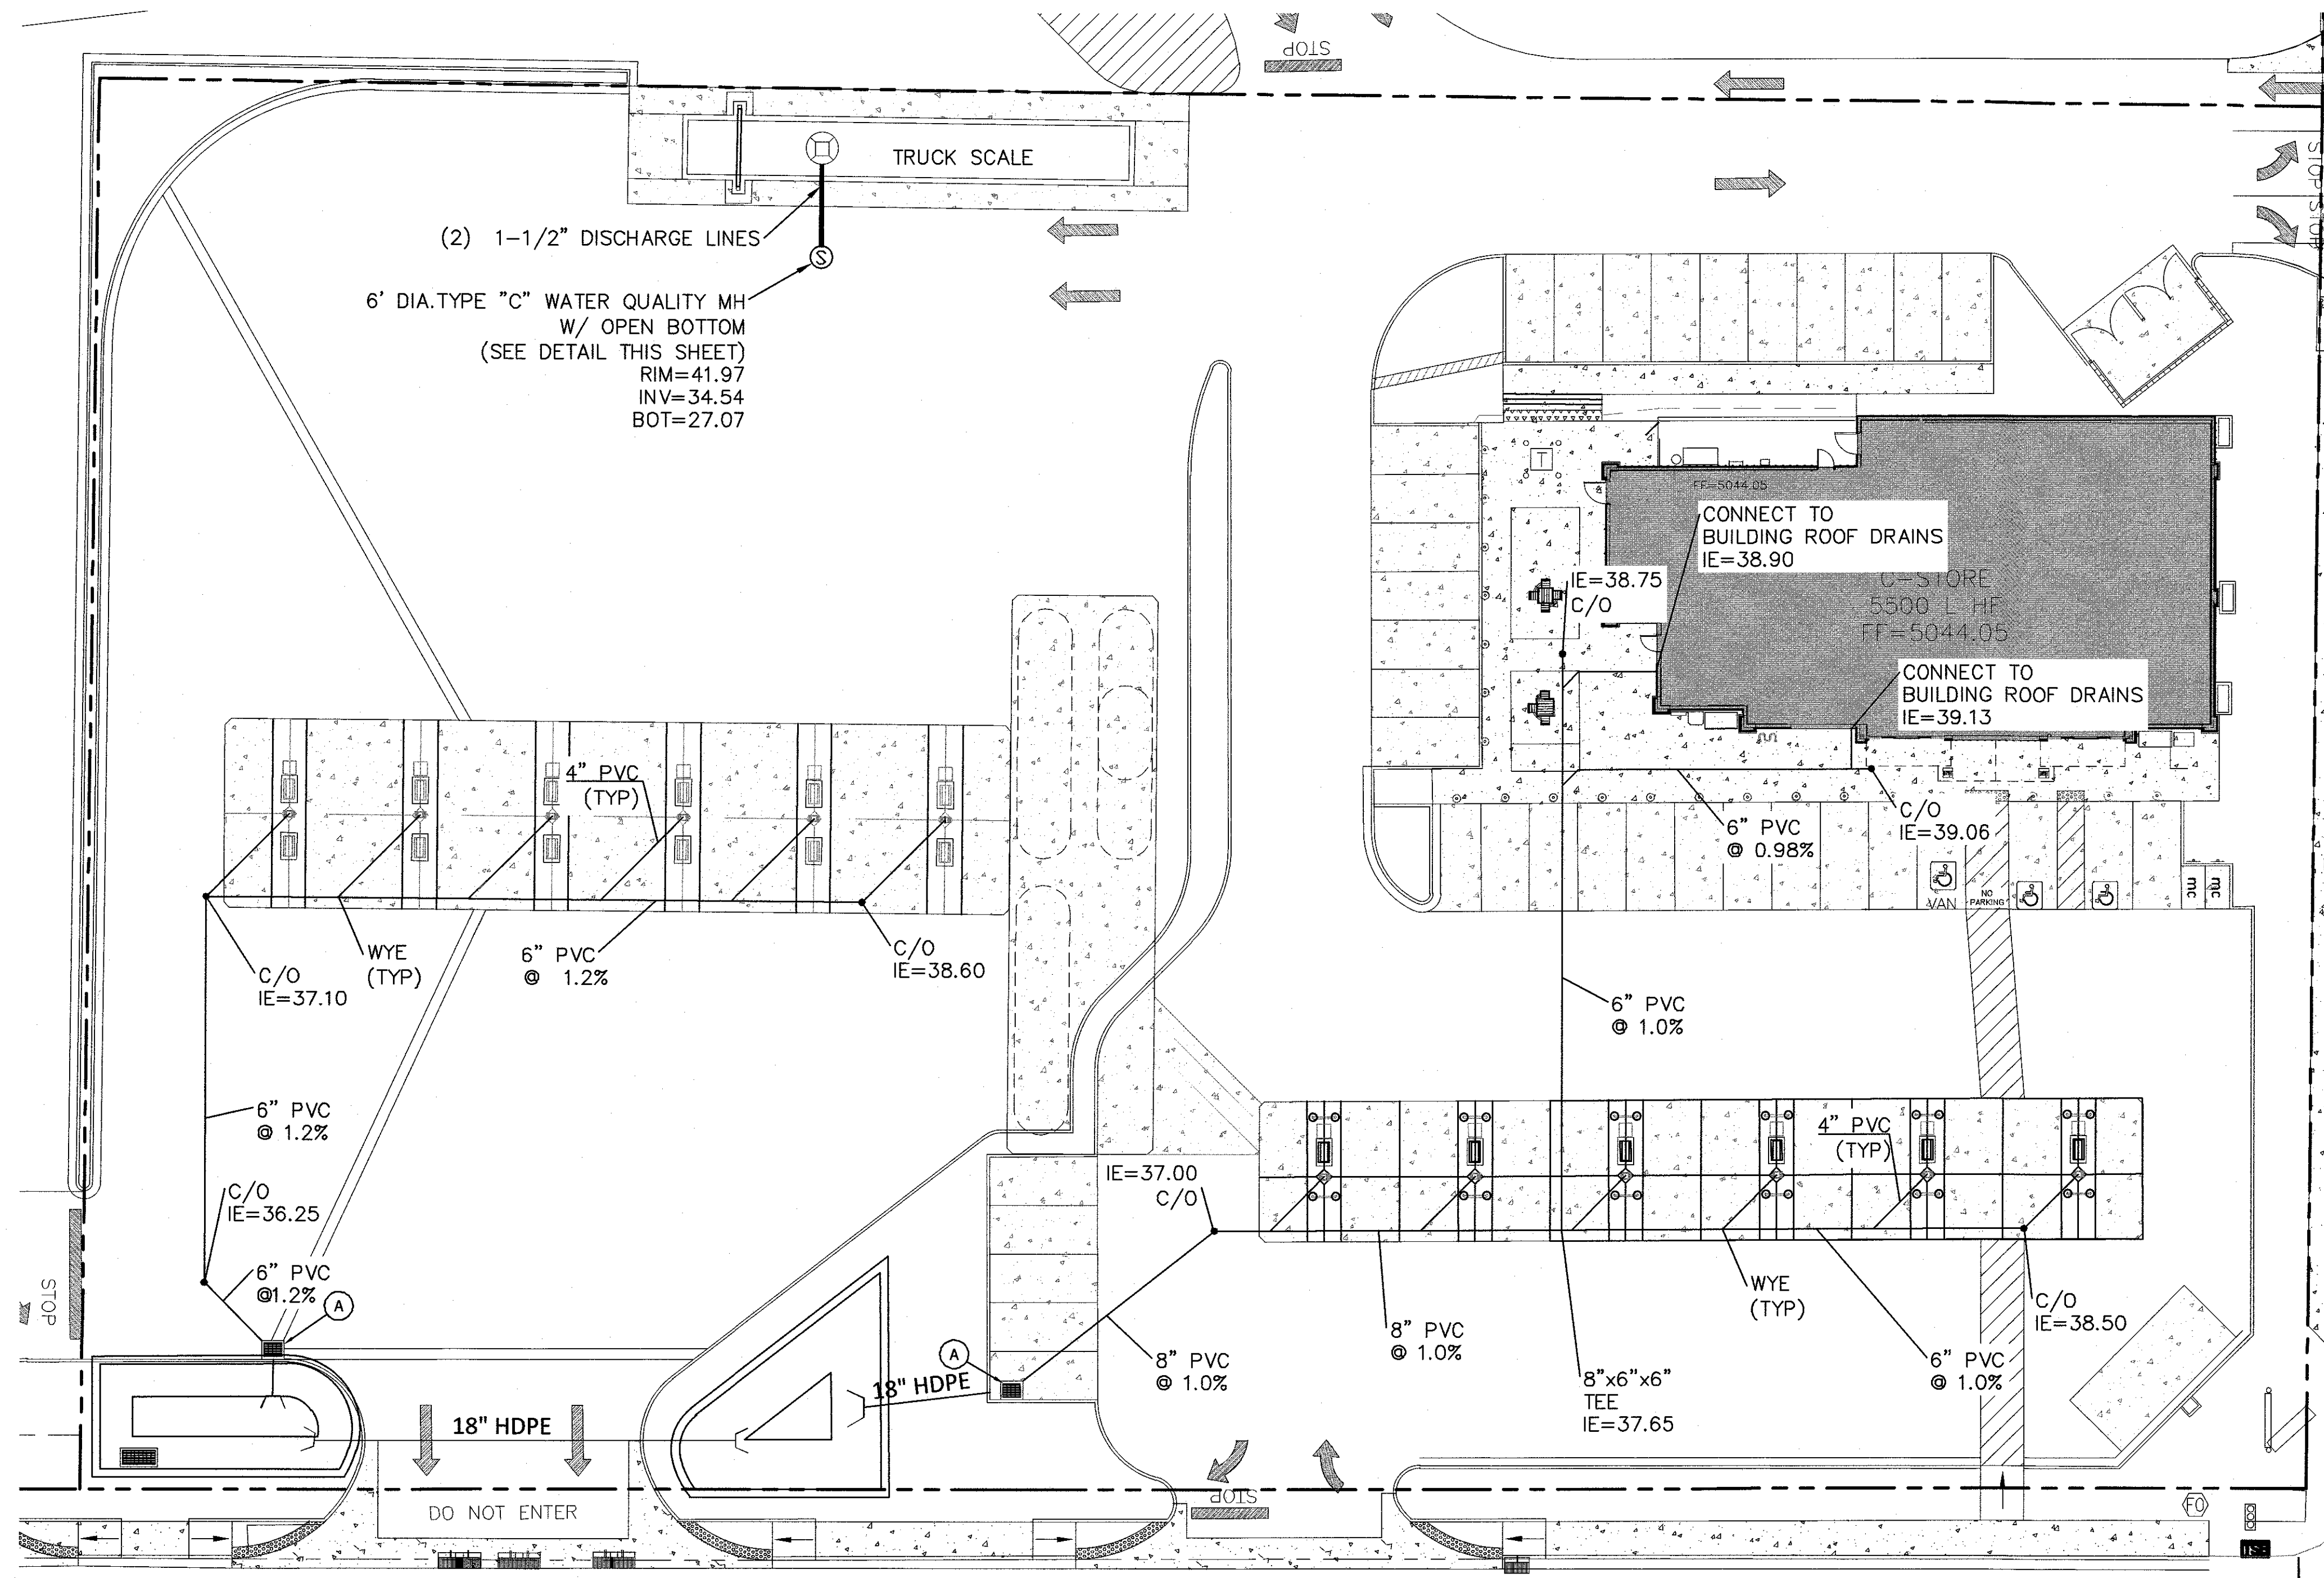 STOP
TRUCK SCALE
(2) 1-1/2" DISCHARGE LINES
S
6' DIA.TYPE "C" WATER QUALITY MH
W/ OPEN BOTTOM
(SEE DETAIL THIS SHEET)
RIM=41.97
INV=34.54
BOT=27.07
STOP
STOP
T
FF=5044.05
CONNECT TO
BUILDING ROOF DRAINS
IE=38.90
IE=38.75
C/O
C-STORE
5500 L HF
FF=5044.05
CONNECT TO
BUILDING ROOF DRAINS
IE=39.13
4" PVC
(TYP)
6" PVC
@ 0.98%
C/O
IE=39.06
VAN
NO
PARKING
MC
MC
WYE
(TYP)
6" PVC
@ 1.2%
C/O
IE=38.60
C/O
IE=37.10
6" PVC
@ 1.0%
6" PVC
@ 1.2%
4" PVC
(TYP)
IE=37.00
C/O
C/O
IE=36.25
6" PVC
@1.2%
A
STOP
WYE
(TYP)
C/O
IE=38.50
8" PVC
@ 1.0%
A
8" PVC
@ 1.0%
8"x6"x6"
TEE
IE=37.65
6" PVC
@ 1.0%
18" HDPE
18" HDPE
DO NOT ENTER
STOP
FO
TSB